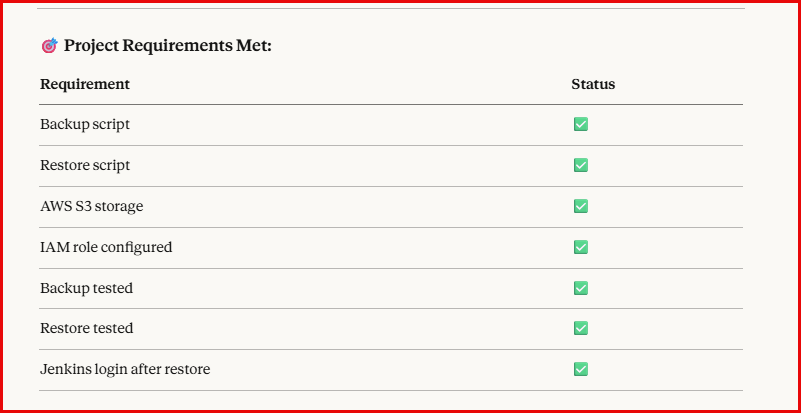 🎯 Project Requirements Met:
Requirement Status
Backup script ✅
Restore script ✅
AWS S3 storage ✅
IAM role configured ✅
Backup tested ✅
Restore tested ✅
Jenkins login after restore ✅